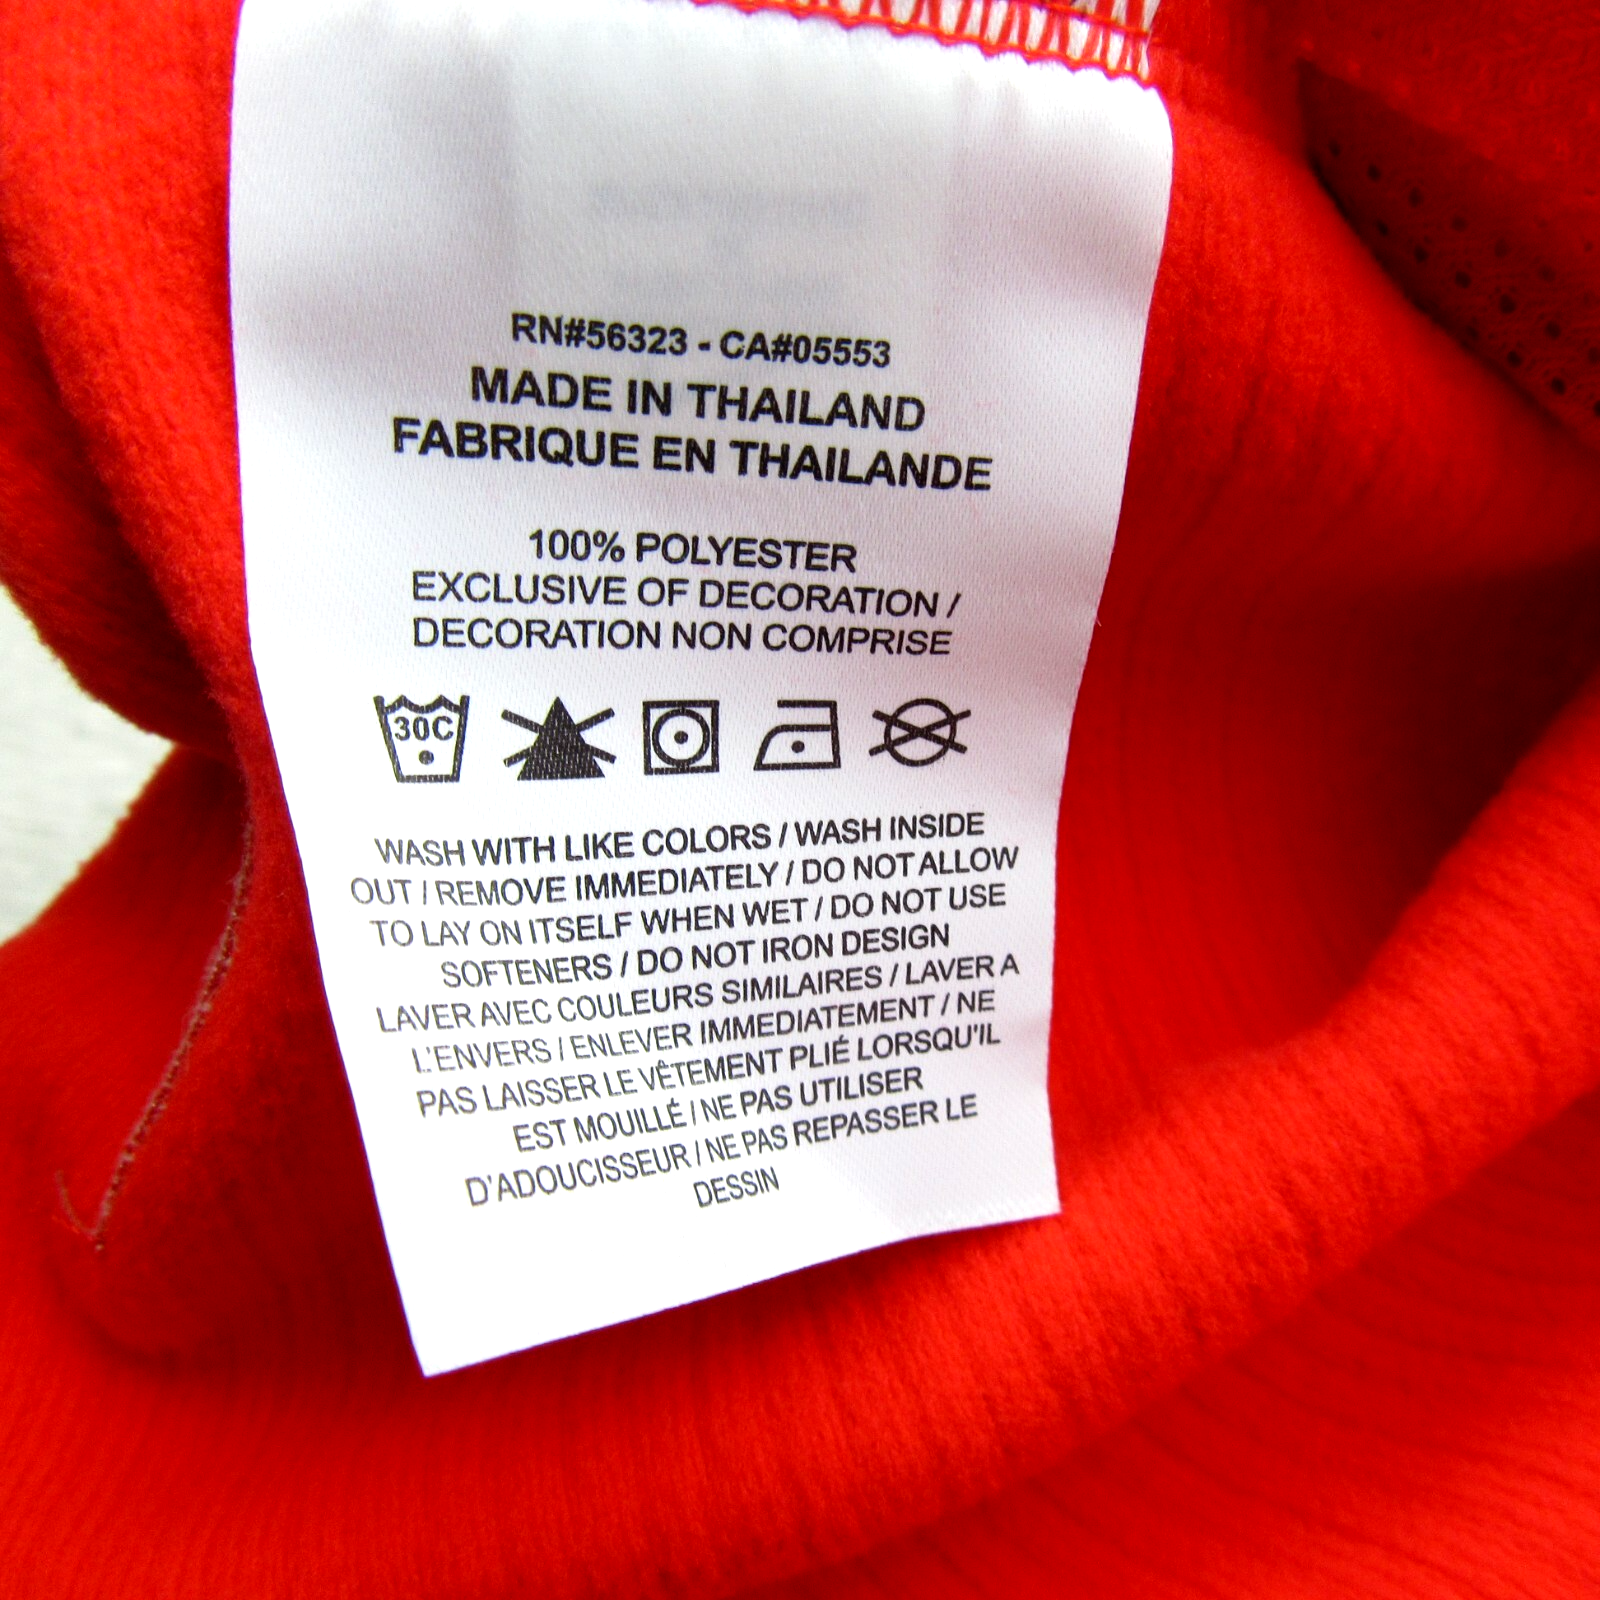 RN#56323 - CA#05553
MADE IN THAILAND
FABRIQUE EN THAILANDE
100% POLYESTER
EXCLUSIVE OF DECORATION /
DECORATION NON COMPRISE
30C
WASH WITH LIKE COLORS / WASH INSIDE
OUT / REMOVE IMMEDIATELY / DO NOT ALLOW
TO LAY ON ITSELF WHEN WET / DO NOT USE
SOFTENERS / DO NOT IRON DESIGN
LAVER AVEC COULEURS SIMILAIRES / LAVER A
L'ENVERS / ENLEVER IMMEDIATEMENT / NE
PAS LAISSER LE VÊTEMENT PLIÉ LORSQU'IL
EST MOUILLÉ / NE PAS UTILISER
D'ADOUCISSEUR / NE PAS REPASSER LE
DESSIN